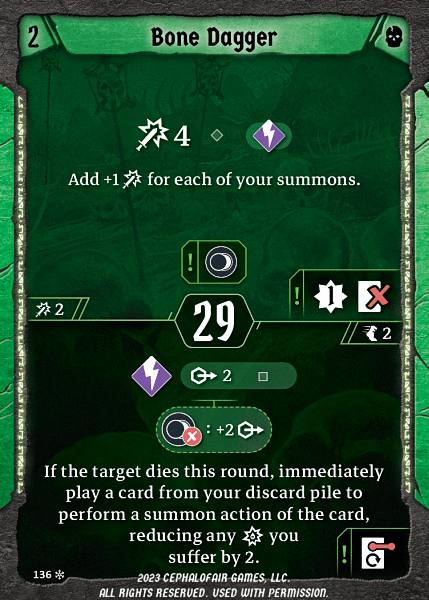 2 Bone Dagger
4
Add +1 for each of your summons.
!
! 1
2
29
2
2
: +2
If the target dies this round, immediately
play a card from your discard pile to
perform a summon action of the card,
reducing any you
suffer by 2.
!
136
2023 CEPHALOFAIR GAMES, LLC.
ALL RIGHTS RESERVED. USED WITH PERMISSION.